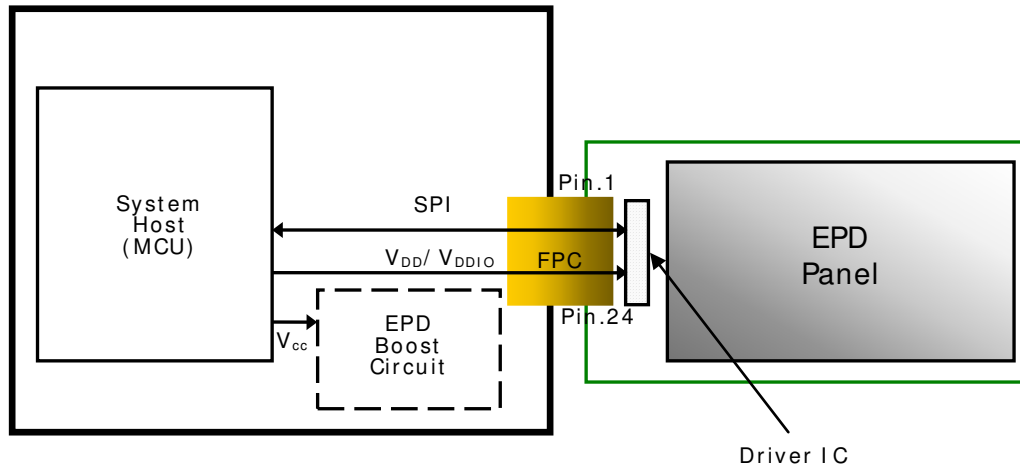 System
Host
(MCU)
SPI
VDD/ VDDIO
Vcc
EPD
Boost
Circuit
Pin.1
FPC
Pin.24
EPD
Panel
Driver IC